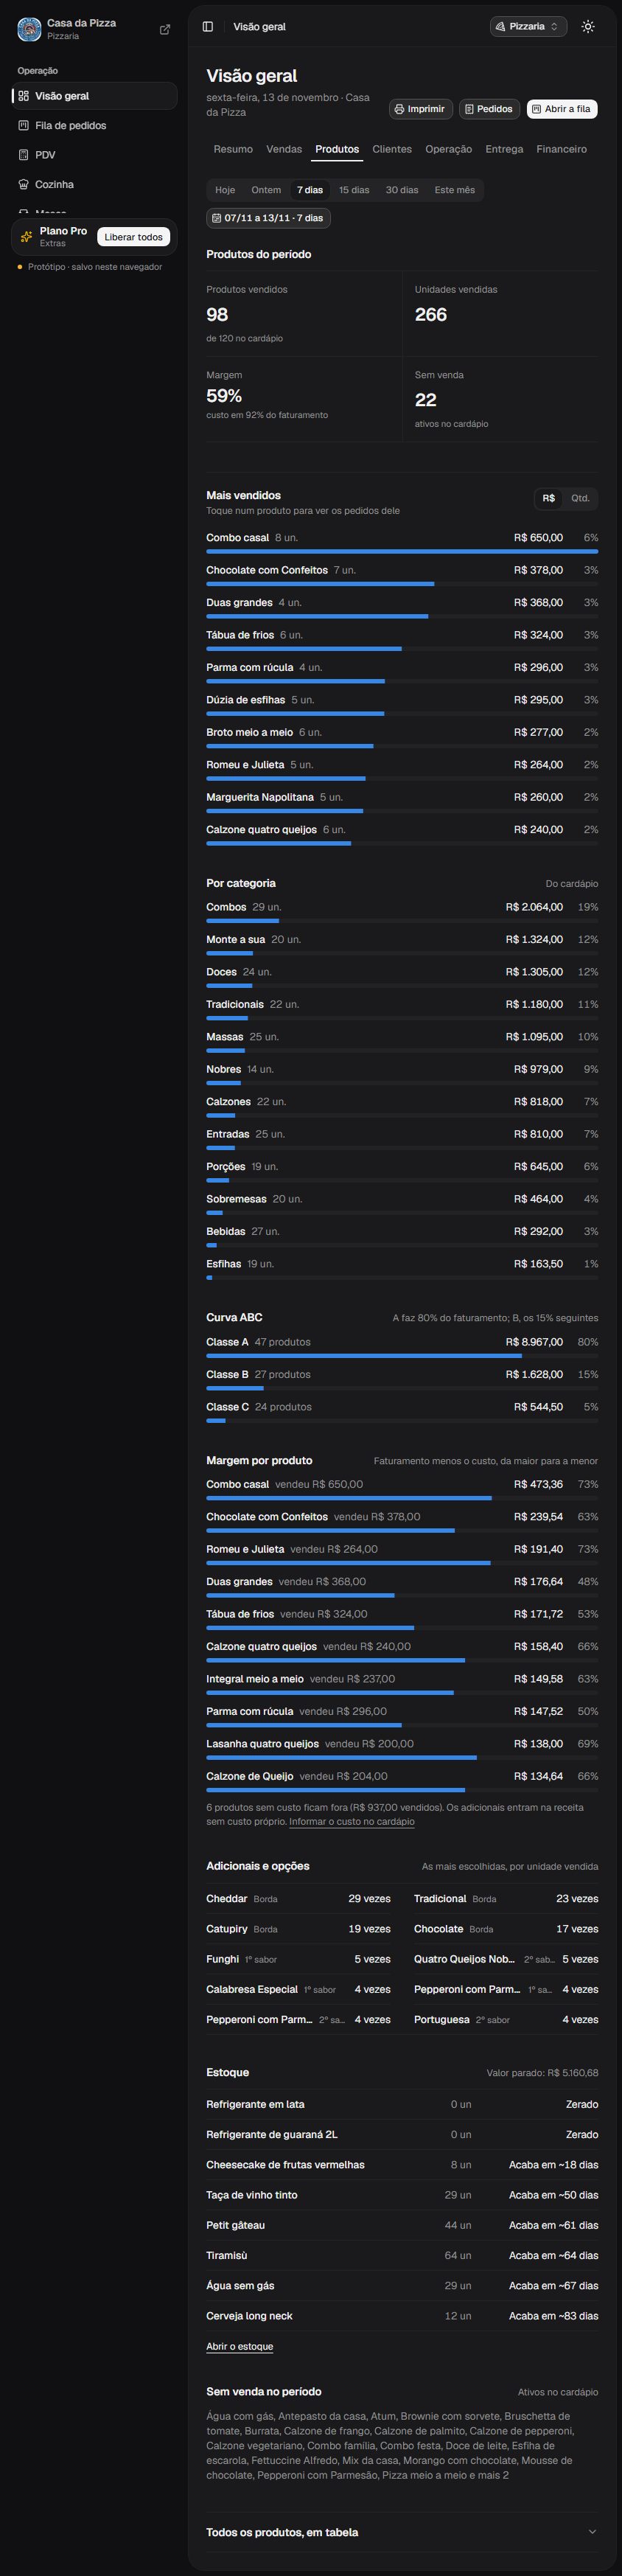 Casa da Pizza
Pizzaria
Operação
Visão geral
Fila de pedidos
PDV
Cozinha
Plano Pro
Extras
Liberar todos
Protótipo · salvo neste navegador
Visão geral
Pizzaria
Visão geral
sexta-feira, 13 de novembro · Casa
da Pizza
Imprimir
Pedidos
Abrir a fila
Resumo Vendas Produtos Clientes Operação Entrega Financeiro
Hoje Ontem 7 dias 15 dias 30 dias Este mês
07/11 a 13/11 · 7 dias
Produtos do período
Produtos vendidos
98
de 120 no cardápio
Unidades vendidas
266
Margem
59%
custo em 92% do faturamento
Sem venda
22
ativos no cardápio
Mais vendidos
Toque num produto para ver os pedidos dele
R$ Qtd.
Combo casal 8 un. R$ 650,00 6%
Chocolate com Confeitos 7 un. R$ 378,00 3%
Duas grandes 4 un. R$ 368,00 3%
Tábua de frios 6 un. R$ 324,00 3%
Parma com rúcula 4 un. R$ 296,00 3%
Dúzia de esfihas 5 un. R$ 295,00 3%
Broto meio a meio 6 un. R$ 277,00 2%
Romeu e Julieta 5 un. R$ 264,00 2%
Marguerita Napolitana 5 un. R$ 260,00 2%
Calzone quatro queijos 6 un. R$ 240,00 2%
Por categoria Do cardápio
Combos 29 un. R$ 2.064,00 19%
Monte a sua 20 un. R$ 1.324,00 12%
Doces 24 un. R$ 1.305,00 12%
Tradicionais 22 un. R$ 1.180,00 11%
Massas 25 un. R$ 1.095,00 10%
Nobres 14 un. R$ 979,00 9%
Calzones 22 un. R$ 818,00 7%
Entradas 25 un. R$ 810,00 7%
Porções 19 un. R$ 645,00 6%
Sobremesas 20 un. R$ 464,00 4%
Bebidas 27 un. R$ 292,00 3%
Esfihas 19 un. R$ 163,50 1%
Curva ABC A faz 80% do faturamento; B, os 15% seguintes
Classe A 47 produtos R$ 8.967,00 80%
Classe B 27 produtos R$ 1.628,00 15%
Classe C 24 produtos R$ 544,50 5%
Margem por produto Faturamento menos o custo, da maior para a menor
Combo casal vendeu R$ 650,00 R$ 473,36 73%
Chocolate com Confeitos vendeu R$ 378,00 R$ 239,54 63%
Romeu e Julieta vendeu R$ 264,00 R$ 191,40 73%
Duas grandes vendeu R$ 368,00 R$ 176,64 48%
Tábua de frios vendeu R$ 324,00 R$ 171,72 53%
Calzone quatro queijos vendeu R$ 240,00 R$ 158,40 66%
Integral meio a meio vendeu R$ 237,00 R$ 149,58 63%
Parma com rúcula vendeu R$ 296,00 R$ 147,52 50%
Lasanha quatro queijos vendeu R$ 200,00 R$ 138,00 69%
Calzone de Queijo vendeu R$ 204,00 R$ 134,64 66%
6 produtos sem custo ficam fora (R$ 937,00 vendidos). Os adicionais entram na receita
sem custo próprio. Informar o custo no cardápio
Adicionais e opções As mais escolhidas, por unidade vendida
Cheddar Borda 29 vezes Tradicional Borda 23 vezes
Catupiry Borda 19 vezes Chocolate Borda 17 vezes
Funghi 1º sabor 5 vezes Quatro Queijos Nob... 2º sab... 5 vezes
Calabresa Especial 1º sabor 4 vezes Pepperoni com Parm... 1º sa... 4 vezes
Pepperoni com Parm... 2º sa... 4 vezes Portuguesa 2º sabor 4 vezes
Estoque Valor parado: R$ 5.160,68
Refrigerante em lata 0 un Zerado
Refrigerante de guaraná 2L 0 un Zerado
Cheesecake de frutas vermelhas 8 un Acaba em ~18 dias
Taça de vinho tinto 29 un Acaba em ~50 dias
Petit gâteau 44 un Acaba em ~61 dias
Tiramisù 64 un Acaba em ~64 dias
Água sem gás 29 un Acaba em ~67 dias
Cerveja long neck 12 un Acaba em ~83 dias
Abrir o estoque
Sem venda no período Ativos no cardápio
Água com gás, Antepasto da casa, Atum, Brownie com sorvete, Bruschetta de
tomate, Burrata, Calzone de frango, Calzone de palmito, Calzone de pepperoni,
Calzone vegetariano, Combo família, Combo festa, Doce de leite, Esfiha de
escarola, Fettuccine Alfredo, Mix da casa, Morango com chocolate, Mousse de
chocolate, Pepperoni com Parmesão, Pizza meio a meio e mais 2
Todos os produtos, em tabela